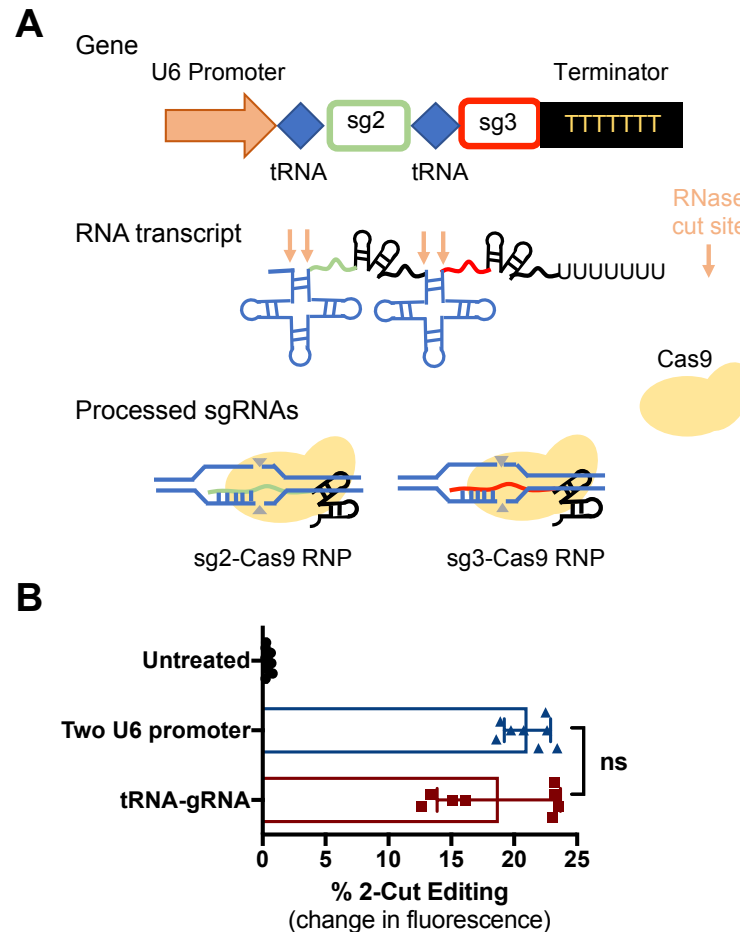 A
Gene
U6 Promoter
Terminator
sg2
sg3
TTTTTTT
tRNA
tRNA
RNase
cut site
RNA transcript
UUUUUUU
Cas9
Processed sgRNAs
sg2-Cas9 RNP
sg3-Cas9 RNP
B
Untreated
Two U6 promoter
tRNA-gRNA
ns
0
5
10
15
20
25
% 2-Cut Editing
(change in fluorescence)